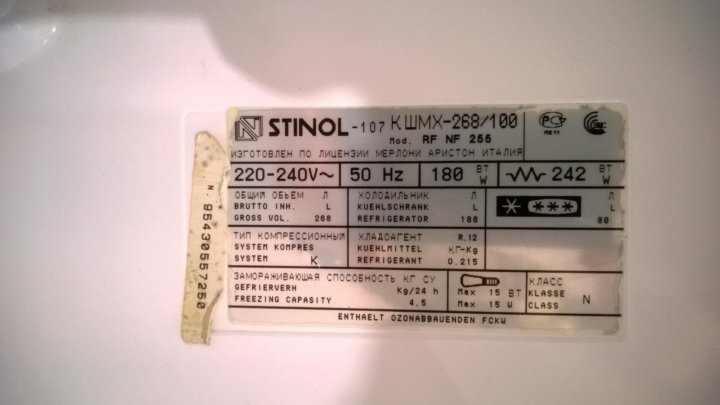 STINOL -107 КШМХ-268/100
Mod. RF NF 255
ИЗГОТОВЛЕН ПО ЛИЦЕНЗИИ МЕРЛОНИ АРИСТОН ИТАЛИЯ
220-240V~ 50 Hz 180 ВТ W 242 ВТ W
ОБЩИЙ ОБЪЕМ Л
BRUTTO INH. L
GROSS VOL. 268
ХОЛОДИЛЬНИК Л
KUEHLSCHRANK L
REFRIGERATOR 188
Л
L
80
ТИП КОМПРЕССИОННЫЙ
SYSTEM KOMPRES
SYSTEM K
ХЛАДОАГЕНТ R.12
KUEHLMITTEL КГ-Kg
REFRIGERANT 0.215
ЗАМОРАЖИВАЮЩАЯ СПОСОБНОСТЬ КГ СУ
GEFRIERVERH Kg/24 h
FREEZING CAPASITY 4.5
Max 15 ВТ
Max 15 W
КЛАСС
KLASSE N
CLASS
ENTHAELT OZONABBAUENDEN FCKW
N. 95430557250